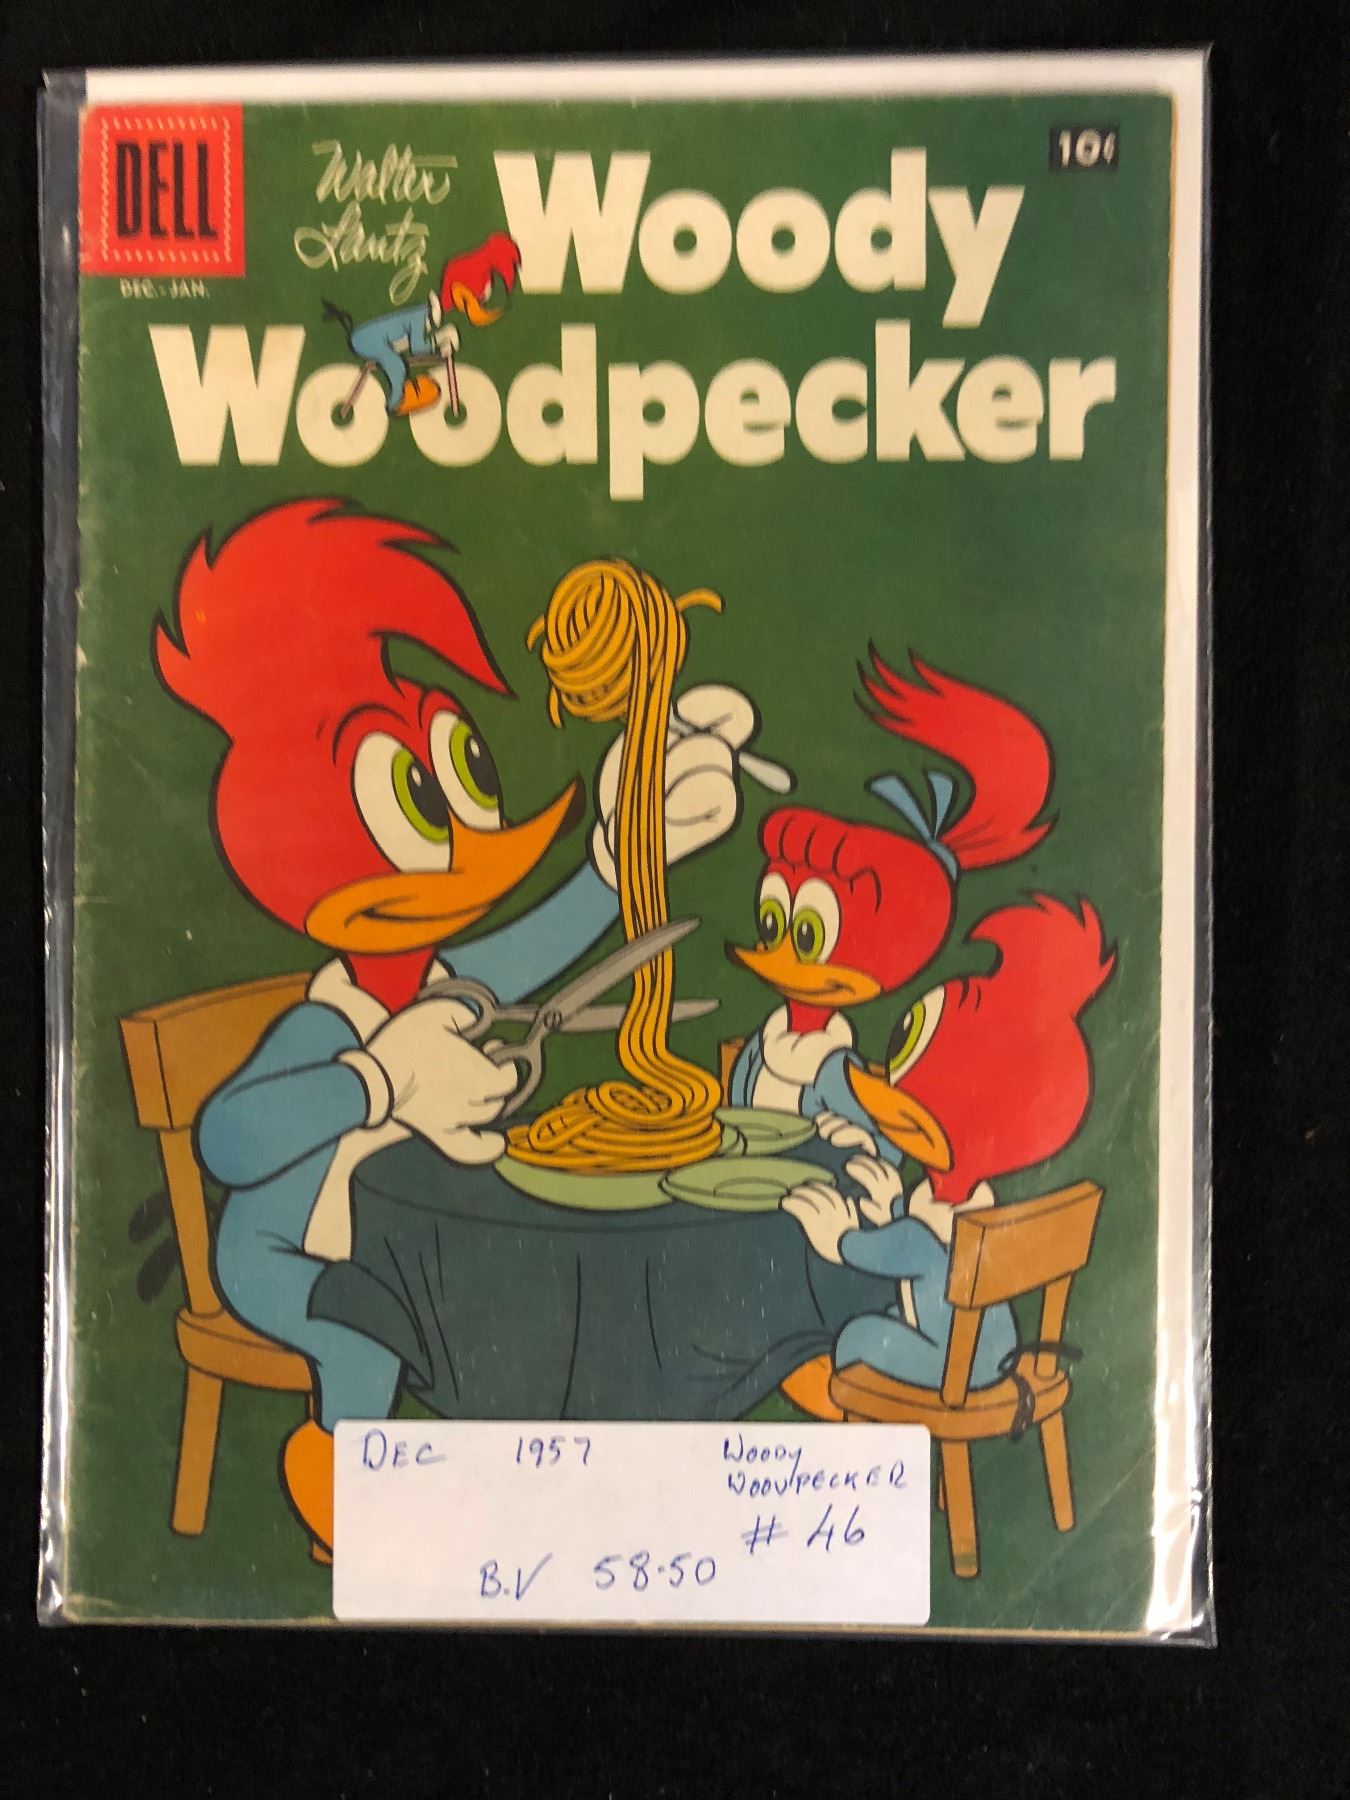 DELL
DEC.-JAN.
Walter
Lantz
10¢
Woody
Woodpecker
DEC 1957
WOODY
WOODPECKER
# 46
B.V 58-50